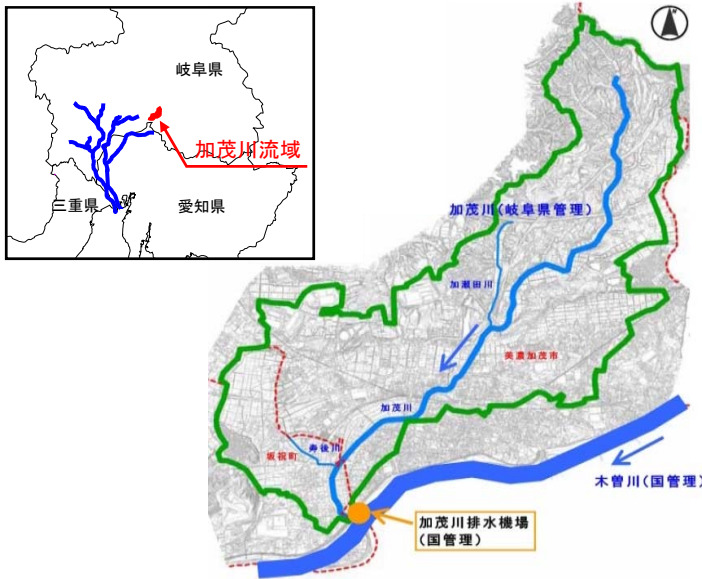 岐阜県
加茂川流域
三重県
愛知県
N
加茂川(岐阜県管理)
加瀬田川
美濃加茂市
加茂川
寿後川
坂祝町
木曽川(国管理)
加茂川排水機場
(国管理)